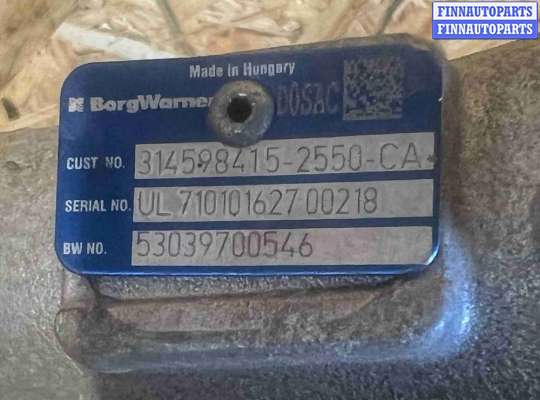 FINNAUTOPARTS
FINNAUTOPARTS
Made in Hungary
BorgWarner DOSAC
CUST NO. 314598415-2550-CA
SERIAL NO. UL 710101627 00218
BW NO. 53039700546